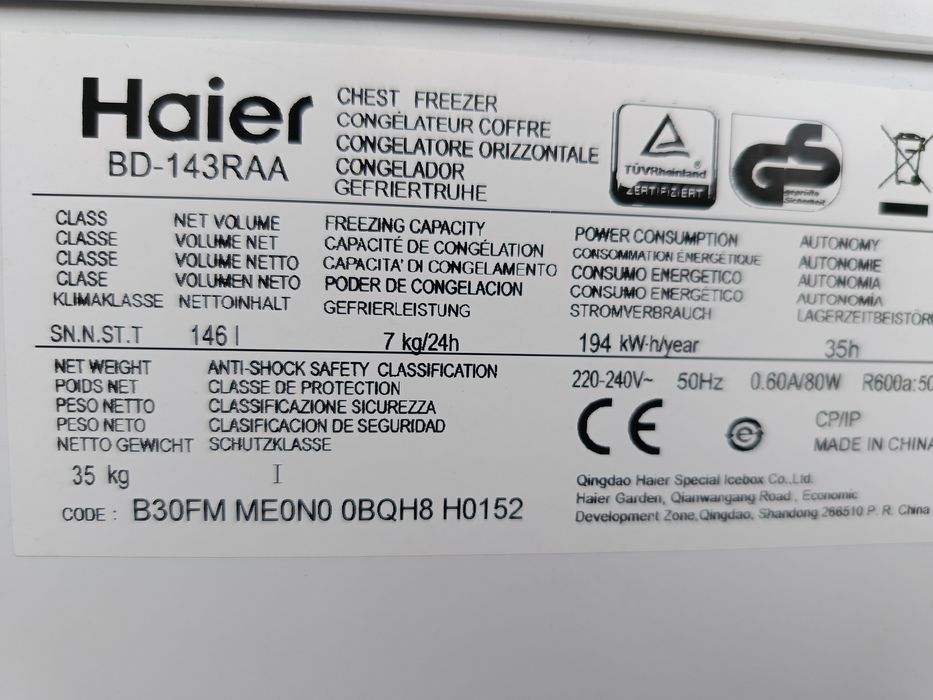 Haier
BD-143RAA
CHEST FREEZER
CONGÉLATEUR COFFRE
CONGELATORE ORIZZONTALE
CONGELADOR
GEFRIERTRUHE
TÜVRheinland
ZERTIFIZIERT
GS
geprüfte
Sicherheit
CLASS
CLASSE
CLASSE
CLASE
KLIMAKLASSE
SN.N.ST.T
NET VOLUME
VOLUME NET
VOLUME NETTO
VOLUMEN NETO
NETTOINHALT
146 l
FREEZING CAPACITY
CAPACITÉ DE CONGÉLATION
CAPACITA' DI CONGELAMENTO
PODER DE CONGELACION
GEFRIERLEISTUNG
7 kg/24h
POWER CONSUMPTION
CONSOMMATION ÉNERGÉTIQUE
CONSUMO ENERGETICO
CONSUMO ENERGÉTICO
STROMVERBRAUCH
194 kW·h/year
AUTONOMY
AUTONOMIE
AUTONOMIA
AUTONOMÍA
LAGERZEITBEISTÖR
35h
NET WEIGHT
POIDS NET
PESO NETTO
PESO NETO
NETTO GEWICHT
35 kg
ANTI-SHOCK SAFETY CLASSIFICATION
CLASSE DE PROTECTION
CLASSIFICAZIONE SICUREZZA
CLASIFICACION DE SEGURIDAD
SCHUTZKLASSE
I
220-240V~ 50Hz 0.60A/80W R600a:50
CE
e
CP/IP
MADE IN CHINA
CODE : B30FM ME0N0 0BQH8 H0152
Qingdao Haier Special Icebox Co.,Ltd.
Haier Garden, Qianwangang Road, Economic
Development Zone,Qingdao, Shandong 266510 P. R. China